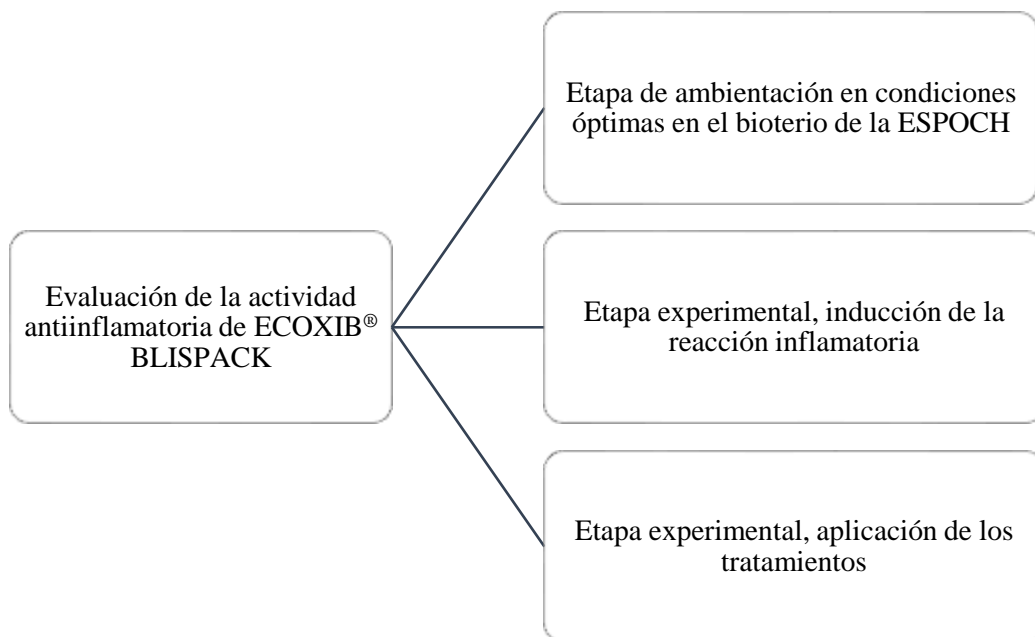 Etapa de ambientación en condiciones
óptimas en el bioterio de la ESPOCH
Evaluación de la actividad
antiinflamatoria de ECOXIB®
BLISPACK
Etapa experimental, inducción de la
reacción inflamatoria
Etapa experimental, aplicación de los
tratamientos